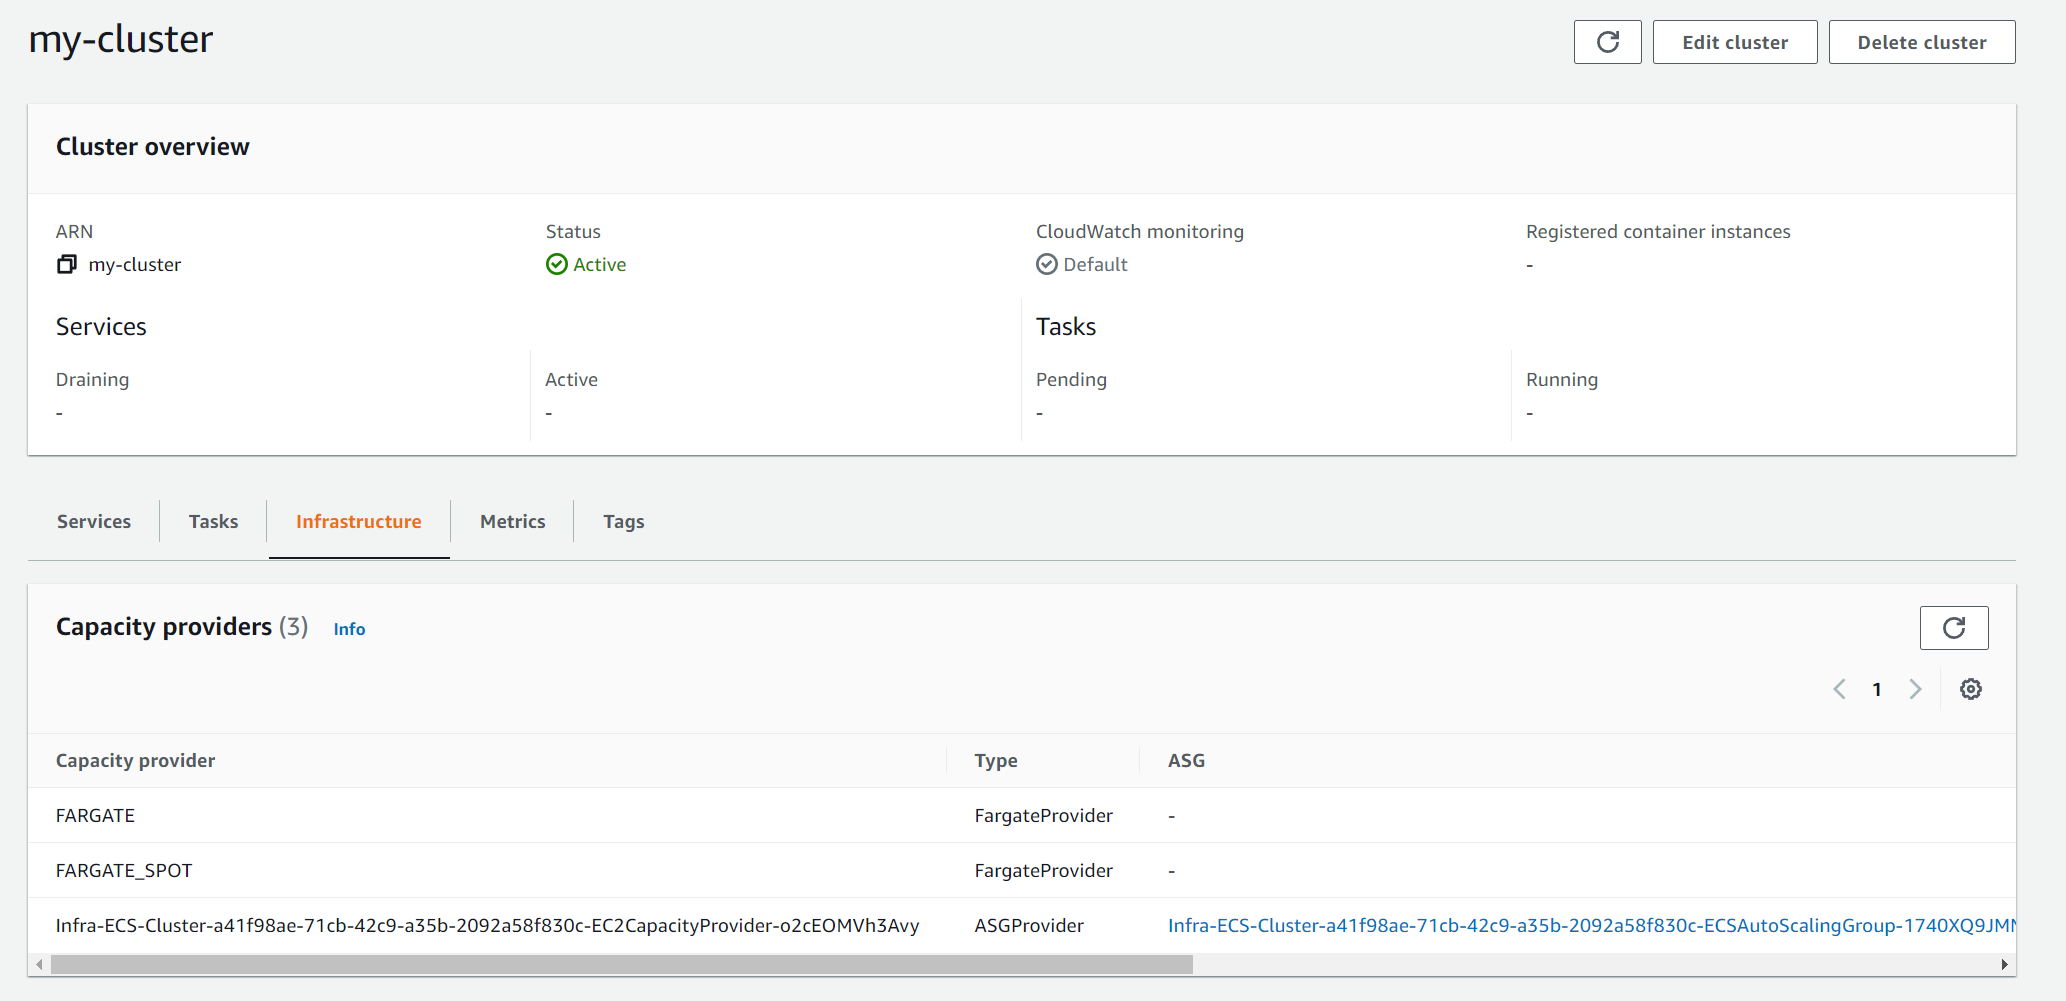 my-cluster
Edit cluster
Delete cluster
Cluster overview
ARN
Status
CloudWatch monitoring
Registered container instances
my-cluster
Active
Default
-
Services
Tasks
Draining
Active
Pending
Running
-
-
-
-
Services
Tasks
Infrastructure
Metrics
Tags
Capacity providers (3) Info
1
Capacity provider
Type
ASG
FARGATE
FargateProvider
-
FARGATE_SPOT
FargateProvider
-
Infra-ECS-Cluster-a41f98ae-71cb-42c9-a35b-2092a58f830c-EC2CapacityProvider-o2cEOMVh3Avy
ASGProvider
Infra-ECS-Cluster-a41f98ae-71cb-42c9-a35b-2092a58f830c-ECSAutoScalingGroup-1740XQ9JM